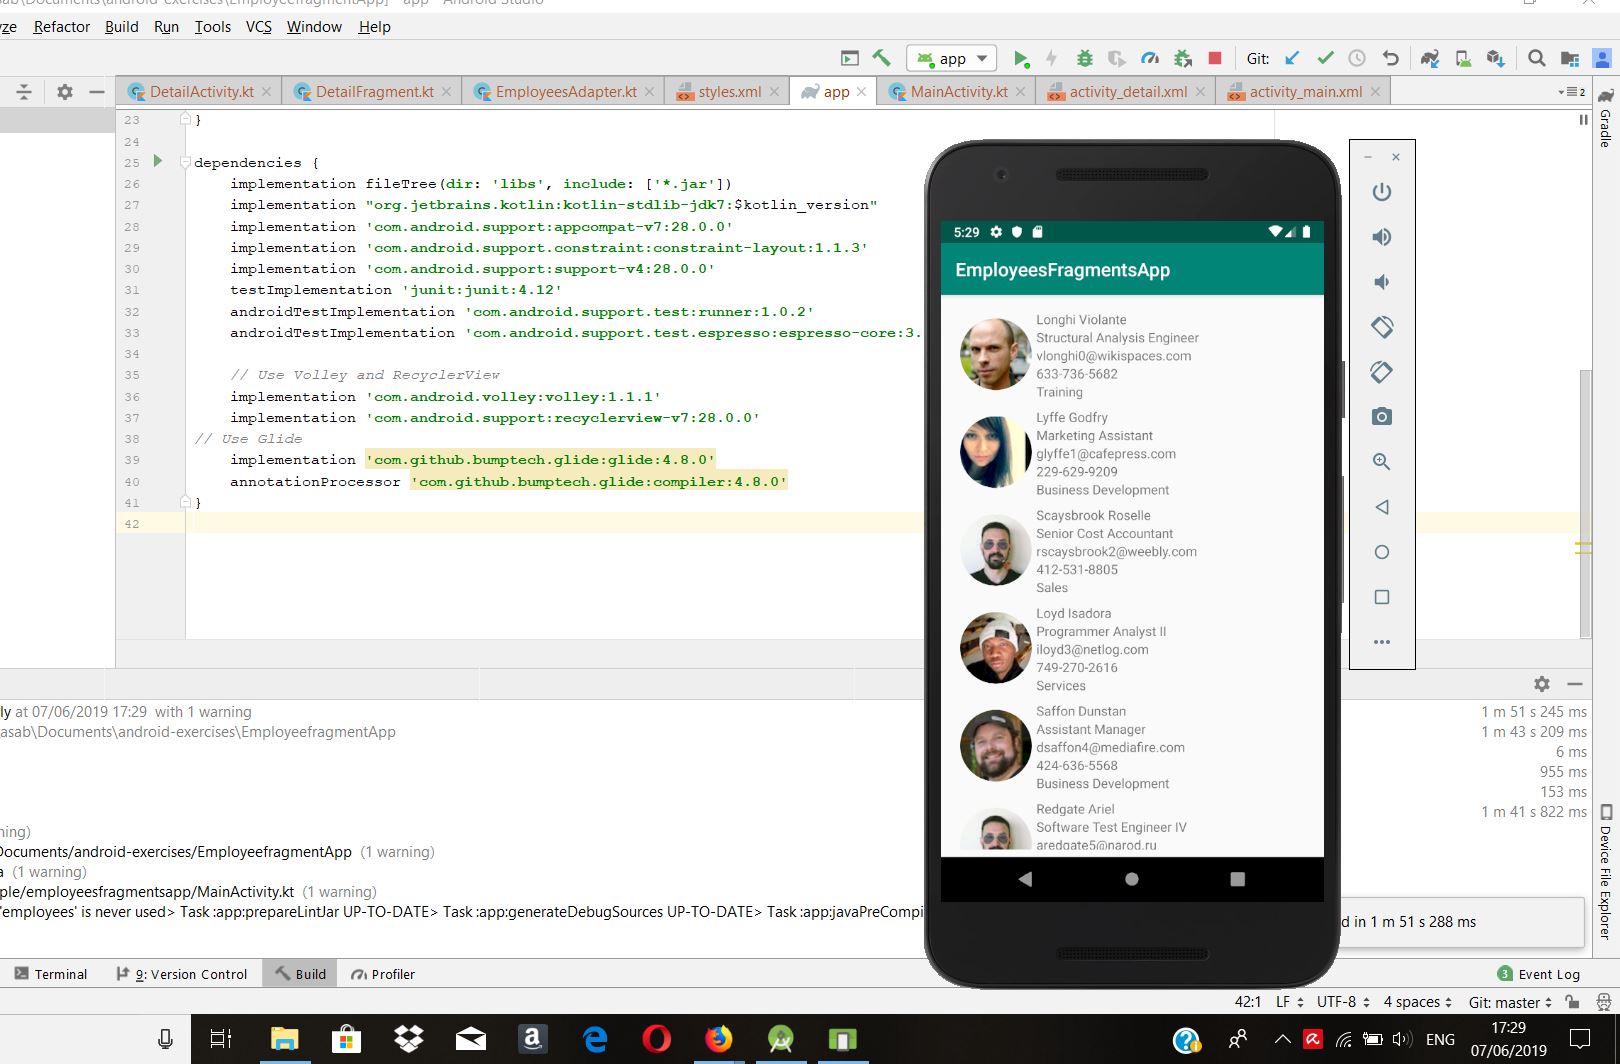 Refactor Build Run Tools VCS Window Help
app
Git:
DetailActivity.kt
DetailFragment.kt
EmployeesAdapter.kt
styles.xml
app
MainActivity.kt
activity_detail.xml
activity_main.xml
2
Gradle
23 }
24
25 dependencies {
26 implementation fileTree(dir: 'libs', include: ['*.jar'])
27 implementation "org.jetbrains.kotlin:kotlin-stdlib-jdk7:$kotlin_version"
28 implementation 'com.android.support:appcompat-v7:28.0.0'
29 implementation 'com.android.support.constraint:constraint-layout:1.1.3'
30 implementation 'com.android.support:support-v4:28.0.0'
31 testImplementation 'junit:junit:4.12'
32 androidTestImplementation 'com.android.support.test:runner:1.0.2'
33 androidTestImplementation 'com.android.support.test.espresso:espresso-core:3.
34
35 // Use Volley and RecyclerView
36 implementation 'com.android.volley:volley:1.1.1'
37 implementation 'com.android.support:recyclerview-v7:28.0.0'
38 // Use Glide
39 implementation 'com.github.bumptech.glide:glide:4.8.0'
40 annotationProcessor 'com.github.bumptech.glide:compiler:4.8.0'
41 }
42
5:29
EmployeesFragmentsApp
Longhi Violante
Structural Analysis Engineer
vlonghi0@wikispaces.com
633-736-5682
Training
Lyffe Godfry
Marketing Assistant
glyffe1@cafepress.com
229-629-9209
Business Development
Scaysbrook Roselle
Senior Cost Accountant
rscaysbrook2@weebly.com
412-531-8805
Sales
Loyd Isadora
Programmer Analyst II
iloyd3@netlog.com
749-270-2616
Services
Saffon Dunstan
Assistant Manager
dsaffon4@mediafire.com
424-636-5568
Business Development
Redgate Ariel
Software Test Engineer IV
aredgate5@narod.ru
ly at 07/06/2019 17:29 with 1 warning
asab\Documents\android-exercises\EmployeefragmentApp
ning)
Documents/android-exercises/EmployeefragmentApp (1 warning)
a (1 warning)
ple/employeesfragmentsapp/MainActivity.kt (1 warning)
'employees' is never used> Task :app:prepareLintJar UP-TO-DATE> Task :app:generateDebugSources UP-TO-DATE> Task :app:javaPreCompi
1 m 51 s 245 ms
1 m 43 s 209 ms
6 ms
955 ms
153 ms
1 m 41 s 822 ms
d in 1 m 51 s 288 ms
Device File Explorer
Terminal
9: Version Control
Build
Profiler
3 Event Log
42:1 LF UTF-8 4 spaces Git: master
ENG
17:29
07/06/2019